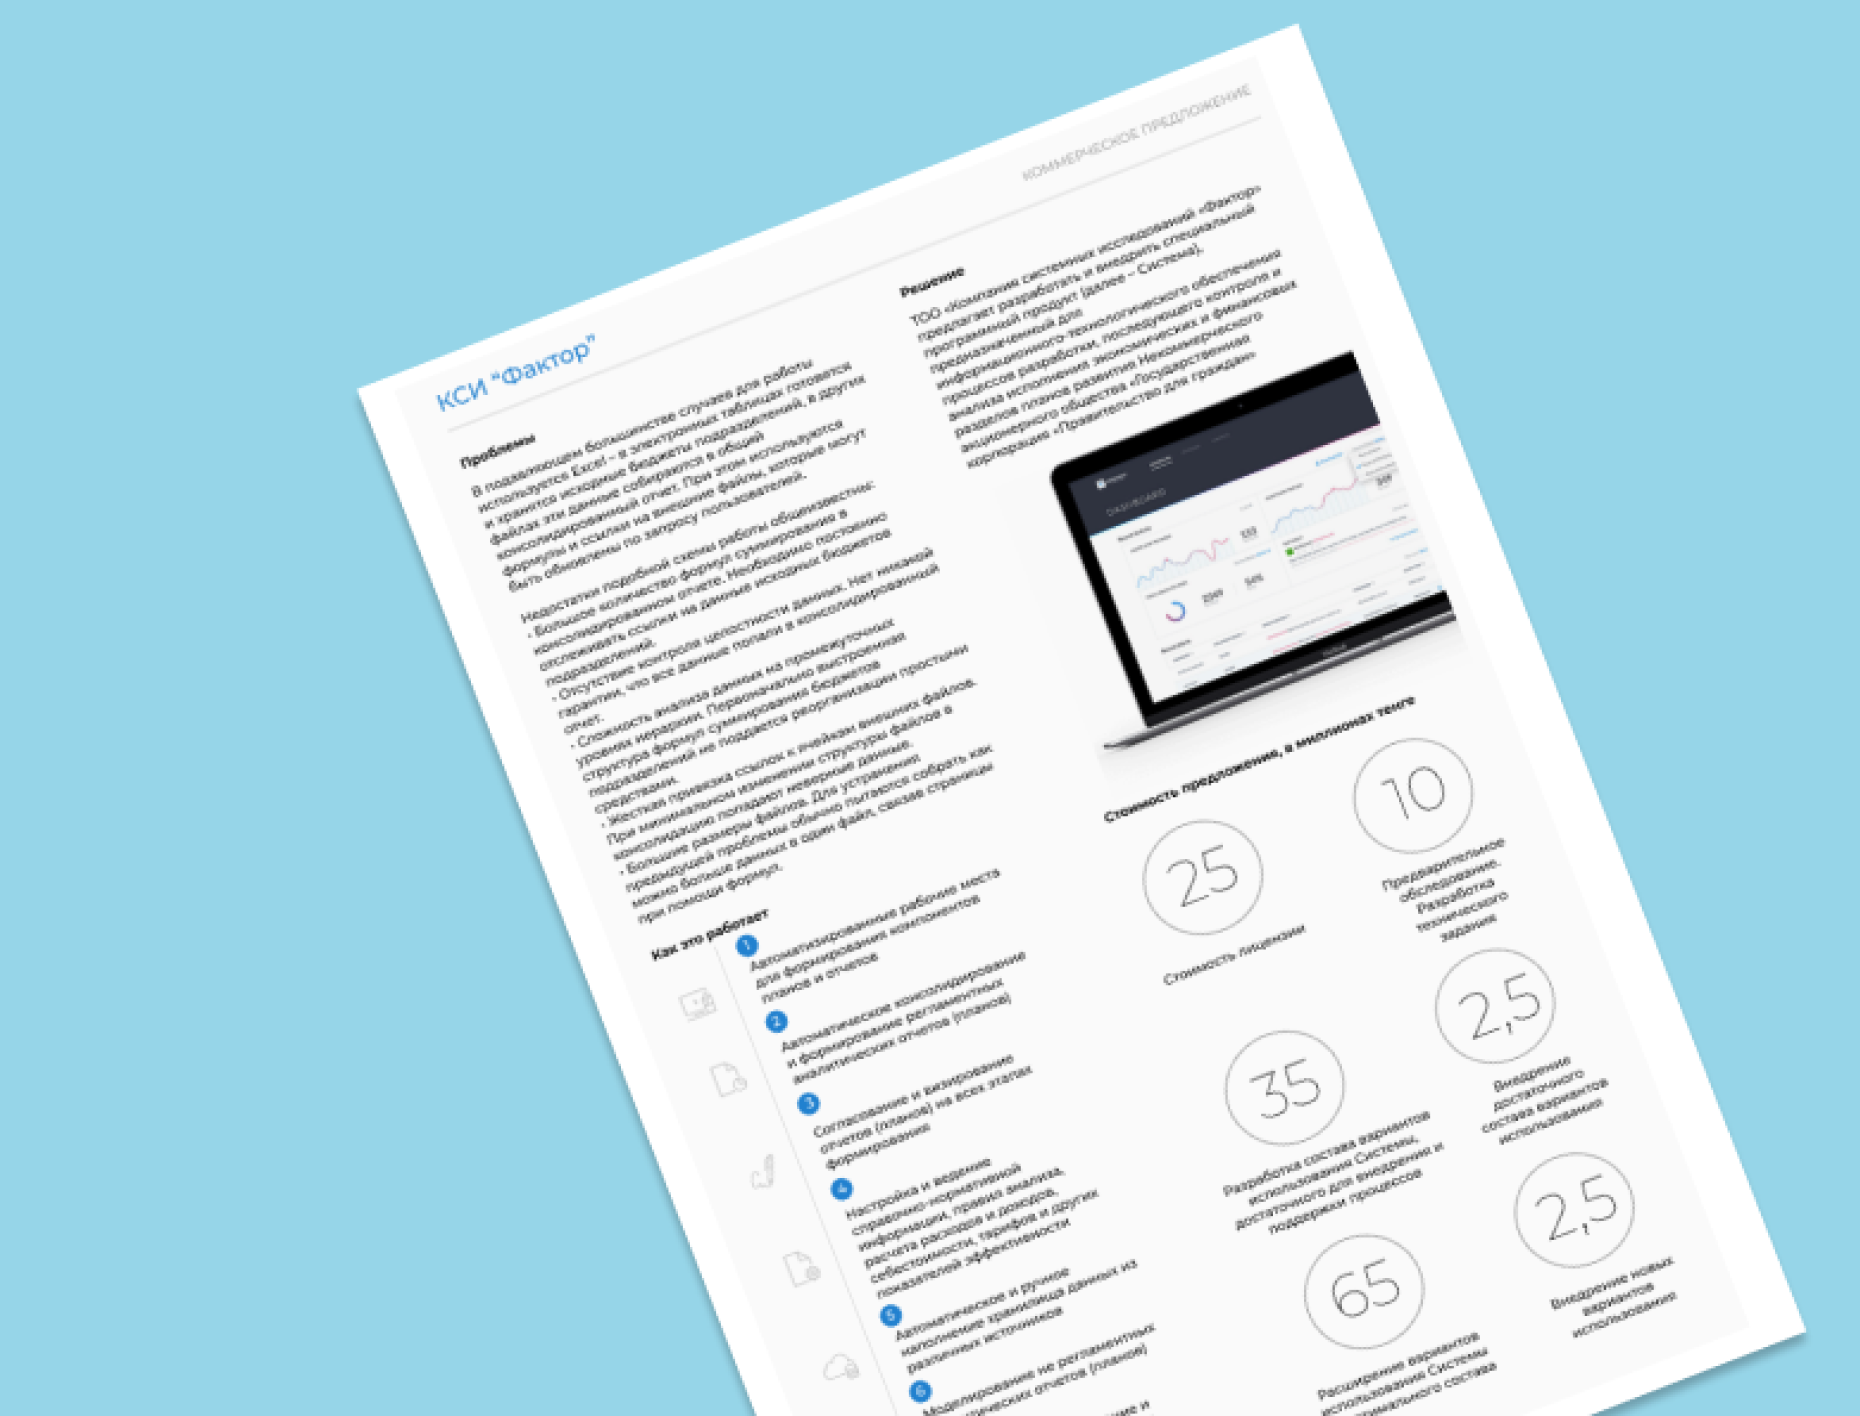 КОММЕРЧЕСКОЕ ПРЕДЛОЖЕНИЕ
КСИ “Фактор”
Проблемы
В подавляющем большинстве случаев для работы
используется Excel – в электронных таблицах готовятся
и хранятся исходные бюджеты подразделений, в других
файлах эти данные собираются в общий
консолидированный отчет. При этом используются
формулы и ссылки на внешние файлы, которые могут
быть обновлены по запросу пользователей.
Недостатки подобной схемы работы общеизвестны:
• Большое количество формул суммирования в
консолидированном отчете. Необходимо постоянно
отслеживать ссылки на данные исходных бюджетов
подразделений.
• Отсутствие контроля целостности данных. Нет никакой
гарантии, что все данные попали в консолидированный
отчет.
• Сложность анализа данных на промежуточных
уровнях иерархии. Первоначально выстроенная
структура формул суммирования бюджетов
подразделений не поддается реорганизации простыми
средствами.
• Жесткая привязка ссылок к ячейкам внешних файлов.
При минимальном изменении структуры файлов в
консолидацию попадают неверные данные.
• Большие размеры файлов. Для устранения
предыдущей проблемы обычно пытаются собрать как
можно больше данных в один файл, связав страницы
при помощи формул.
Как это работает
1
Автоматизированные рабочие места
для формирования компонентов
планов и отчетов
2
Автоматическое консолидирование
и формирование регламентных
аналитических отчетов (планов)
3
Согласование и визирование
отчетов (планов) на всех этапах
формирования
4
Настройка и ведение
справочно-нормативной
информации, правил анализа,
расчета расходов и доходов,
себестоимости, тарифов и других
показателей эффективности
5
Автоматическое и ручное
наполнение хранилища данных из
различных источников
6
Моделирование не регламентных
отчетов (планов)
Решение
ТОО «Компания системных исследований «Фактор»
предлагает разработать и внедрить специальный
программный продукт (далее – Система),
предназначенный для
информационно-технологического обеспечения
процессов разработки, последующего контроля и
анализа исполнения экономических и финансовых
разделов планов развития Некоммерческого
акционерного общества «Государственная
корпорация «Правительство для граждан»
DASHBOARD
Стоимость предложения, в миллионах тенге
25
Стоимость лицензии
10
Предварительное
обследование.
Разработка
технического
задания
35
Разработка состава вариантов
использования Системы,
достаточного для внедрения и
поддержки процессов
2,5
Внедрение
достаточного
состава вариантов
использования
65
Расширение вариантов
использования Системы
состава
2,5
Внедрение новых
вариантов
использования